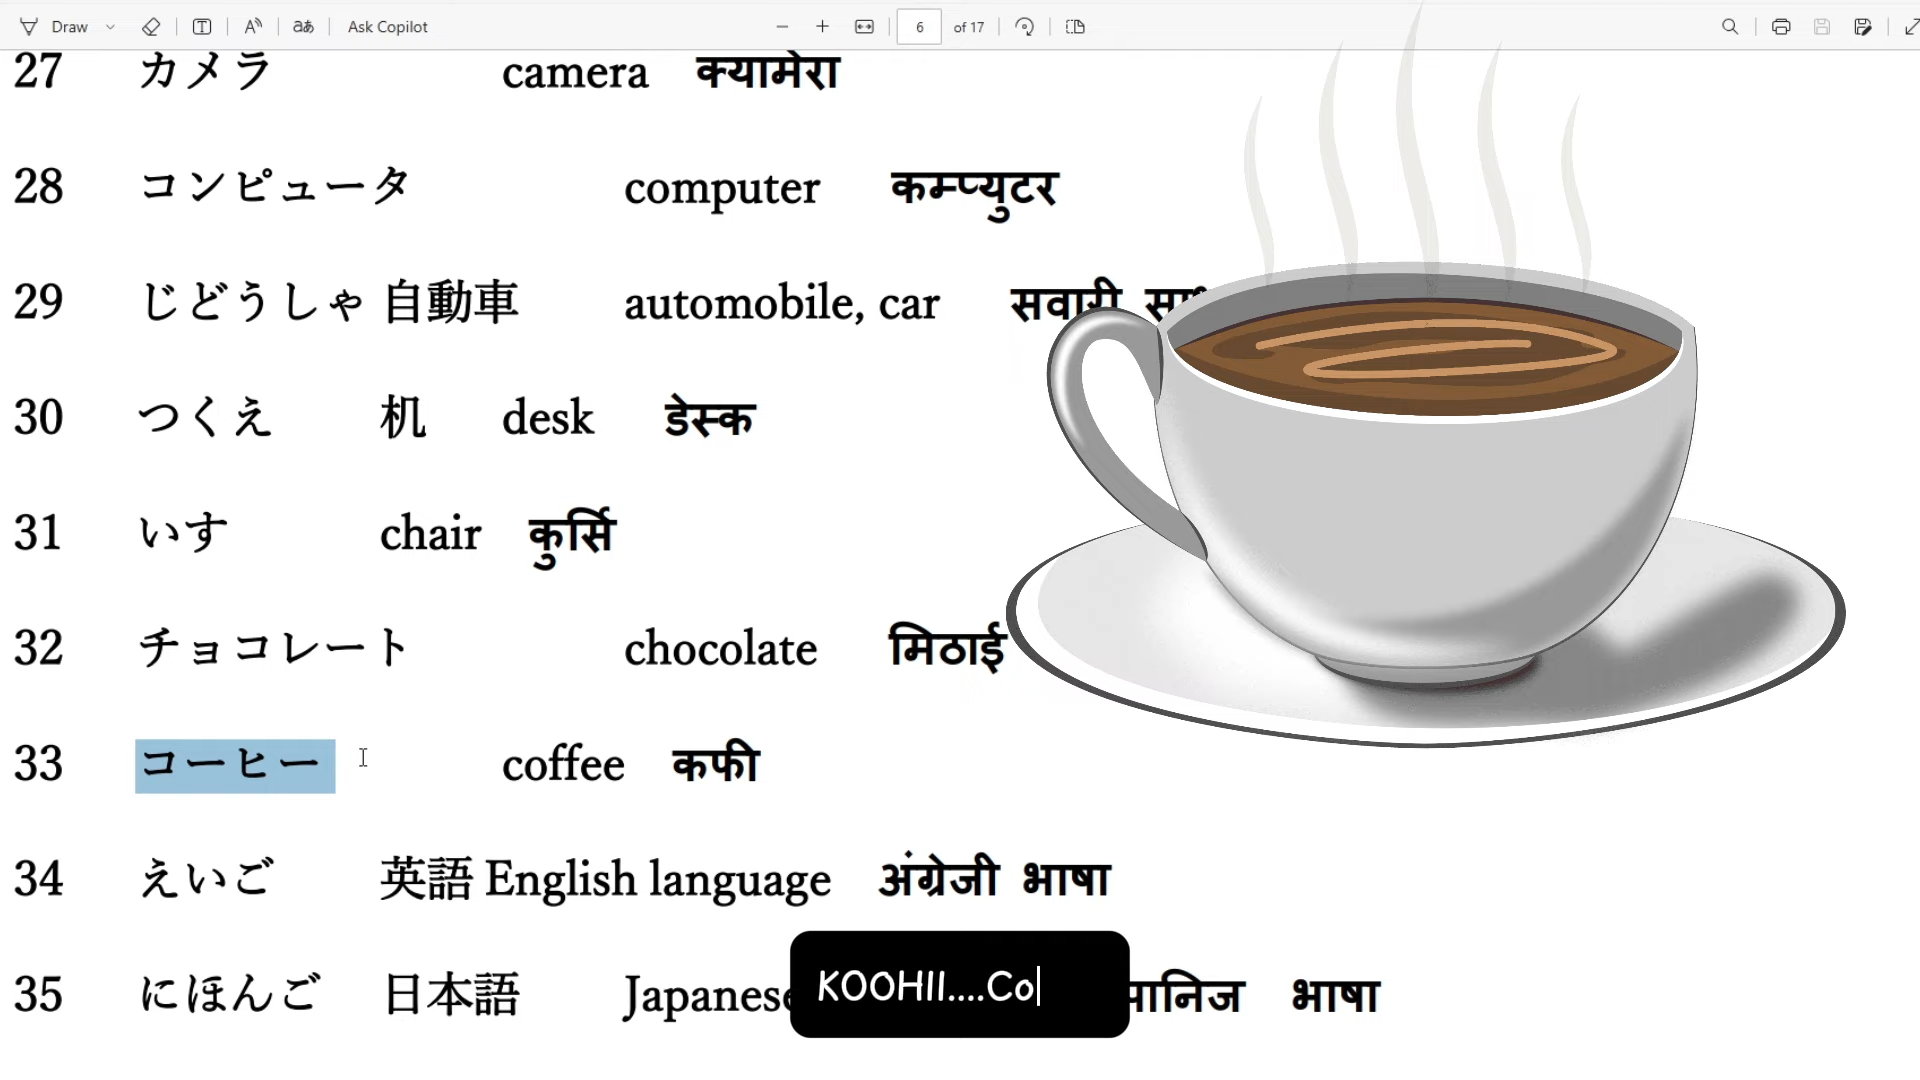 Draw Ask Copilot 6 of 17
27 カメラ camera क्यामेरा
28 コンピュータ computer कम्प्युटर
29 じどうしゃ 自動車 automobile, car सवारी
30 つくえ 机 desk डेस्क
31 いす chair कुर्सि
32 チョコレート chocolate मिठाई
33 コーヒー coffee कफी
34 えいご 英語 English language अंग्रेजी भाषा
35 にほんご 日本語 Japanese भाषा
KOOHII....Co